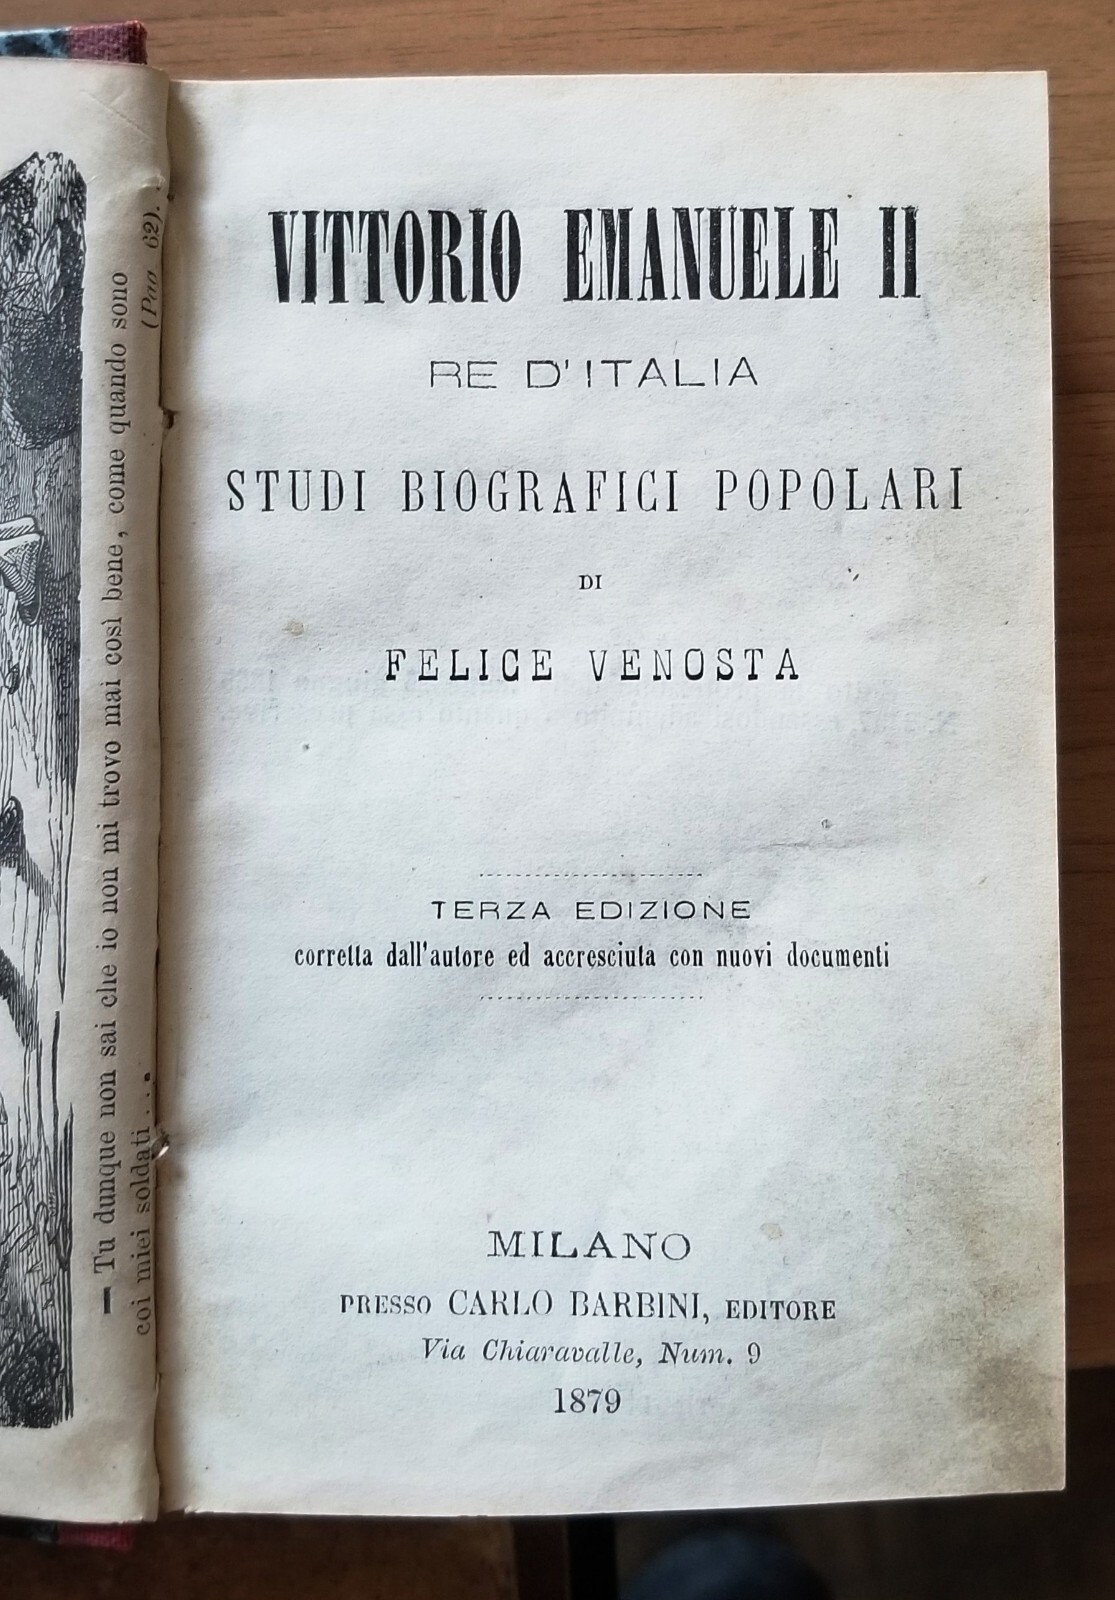 — Tu dunque non sai che io non mi trovo mai così bene, come quando sono
coi miei soldati . . . (Pag 62).
VITTORIO EMANUELE II
RE D'ITALIA
STUDI BIOGRAFICI POPOLARI
DI
FELICE VENOSTA
TERZA EDIZIONE
corretta dall'autore ed accresciuta con nuovi documenti
MILANO
PRESSO CARLO BARBINI, EDITORE
Via Chiaravalle, Num. 9
1879